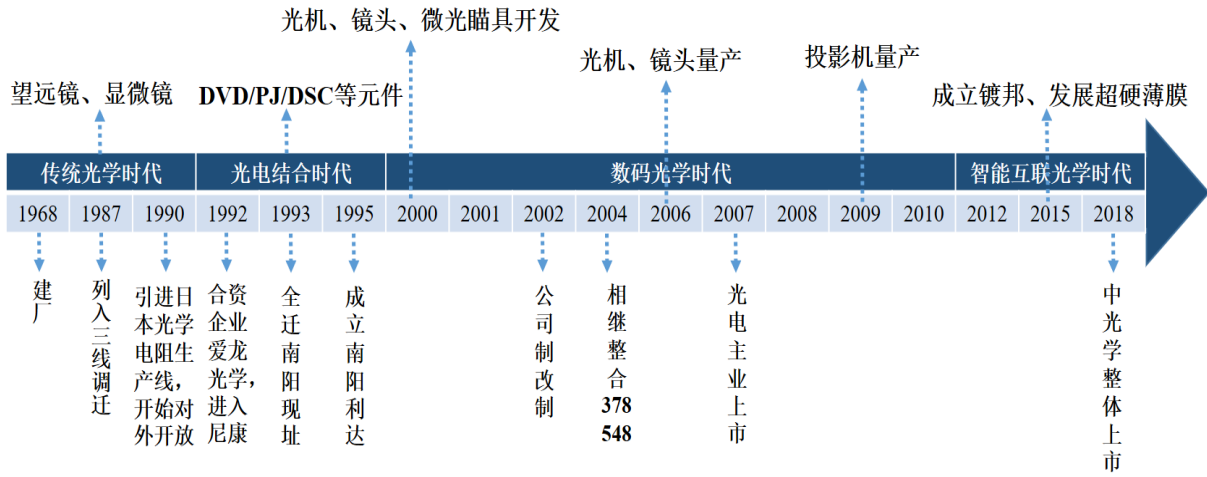 光机、镜头、微光瞄具开发
光机、镜头量产
投影机量产
望远镜、显微镜
DVD/PJ/DSC等元件
成立镀邦、发展超硬薄膜
传统光学时代 光电结合时代 数码光学时代 智能互联光学时代
1968 1987 1990 1992 1993 1995 2000 2001 2002 2004 2006 2007 2008 2009 2010 2012 2015 2018
建厂
列入三线调迁
引进日
本光学
电阻生
产线，
开始对
外开放
合资
企业
爱龙
光学，
进入
尼康
全迁南阳现址
成立南阳利达
公司制改制
相继整合
378
548
光电主业上市
中光学整体上市